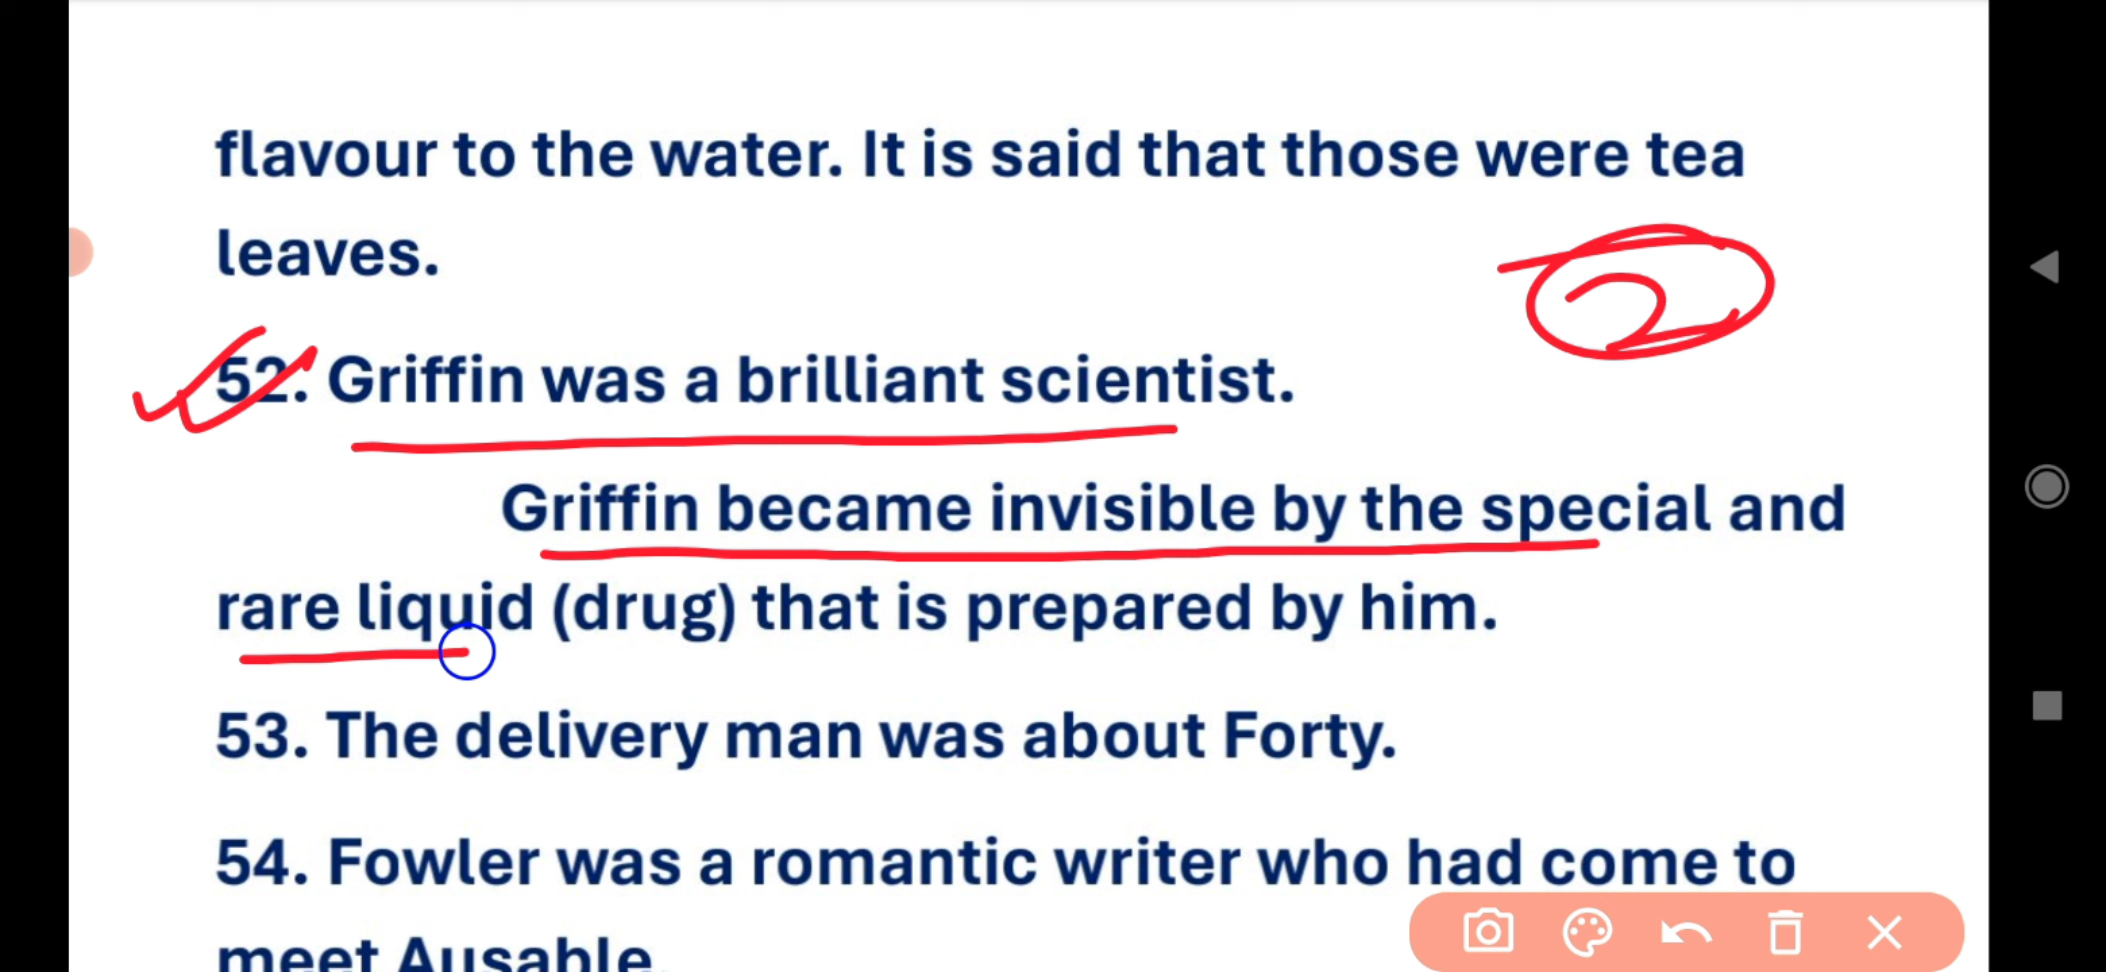 flavour to the water. It is said that those were tea
leaves.
2
52. Griffin was a brilliant scientist.
Griffin became invisible by the special and
rare liquid (drug) that is prepared by him.
53. The delivery man was about Forty.
54. Fowler was a romantic writer who had come to
meet Ausable.